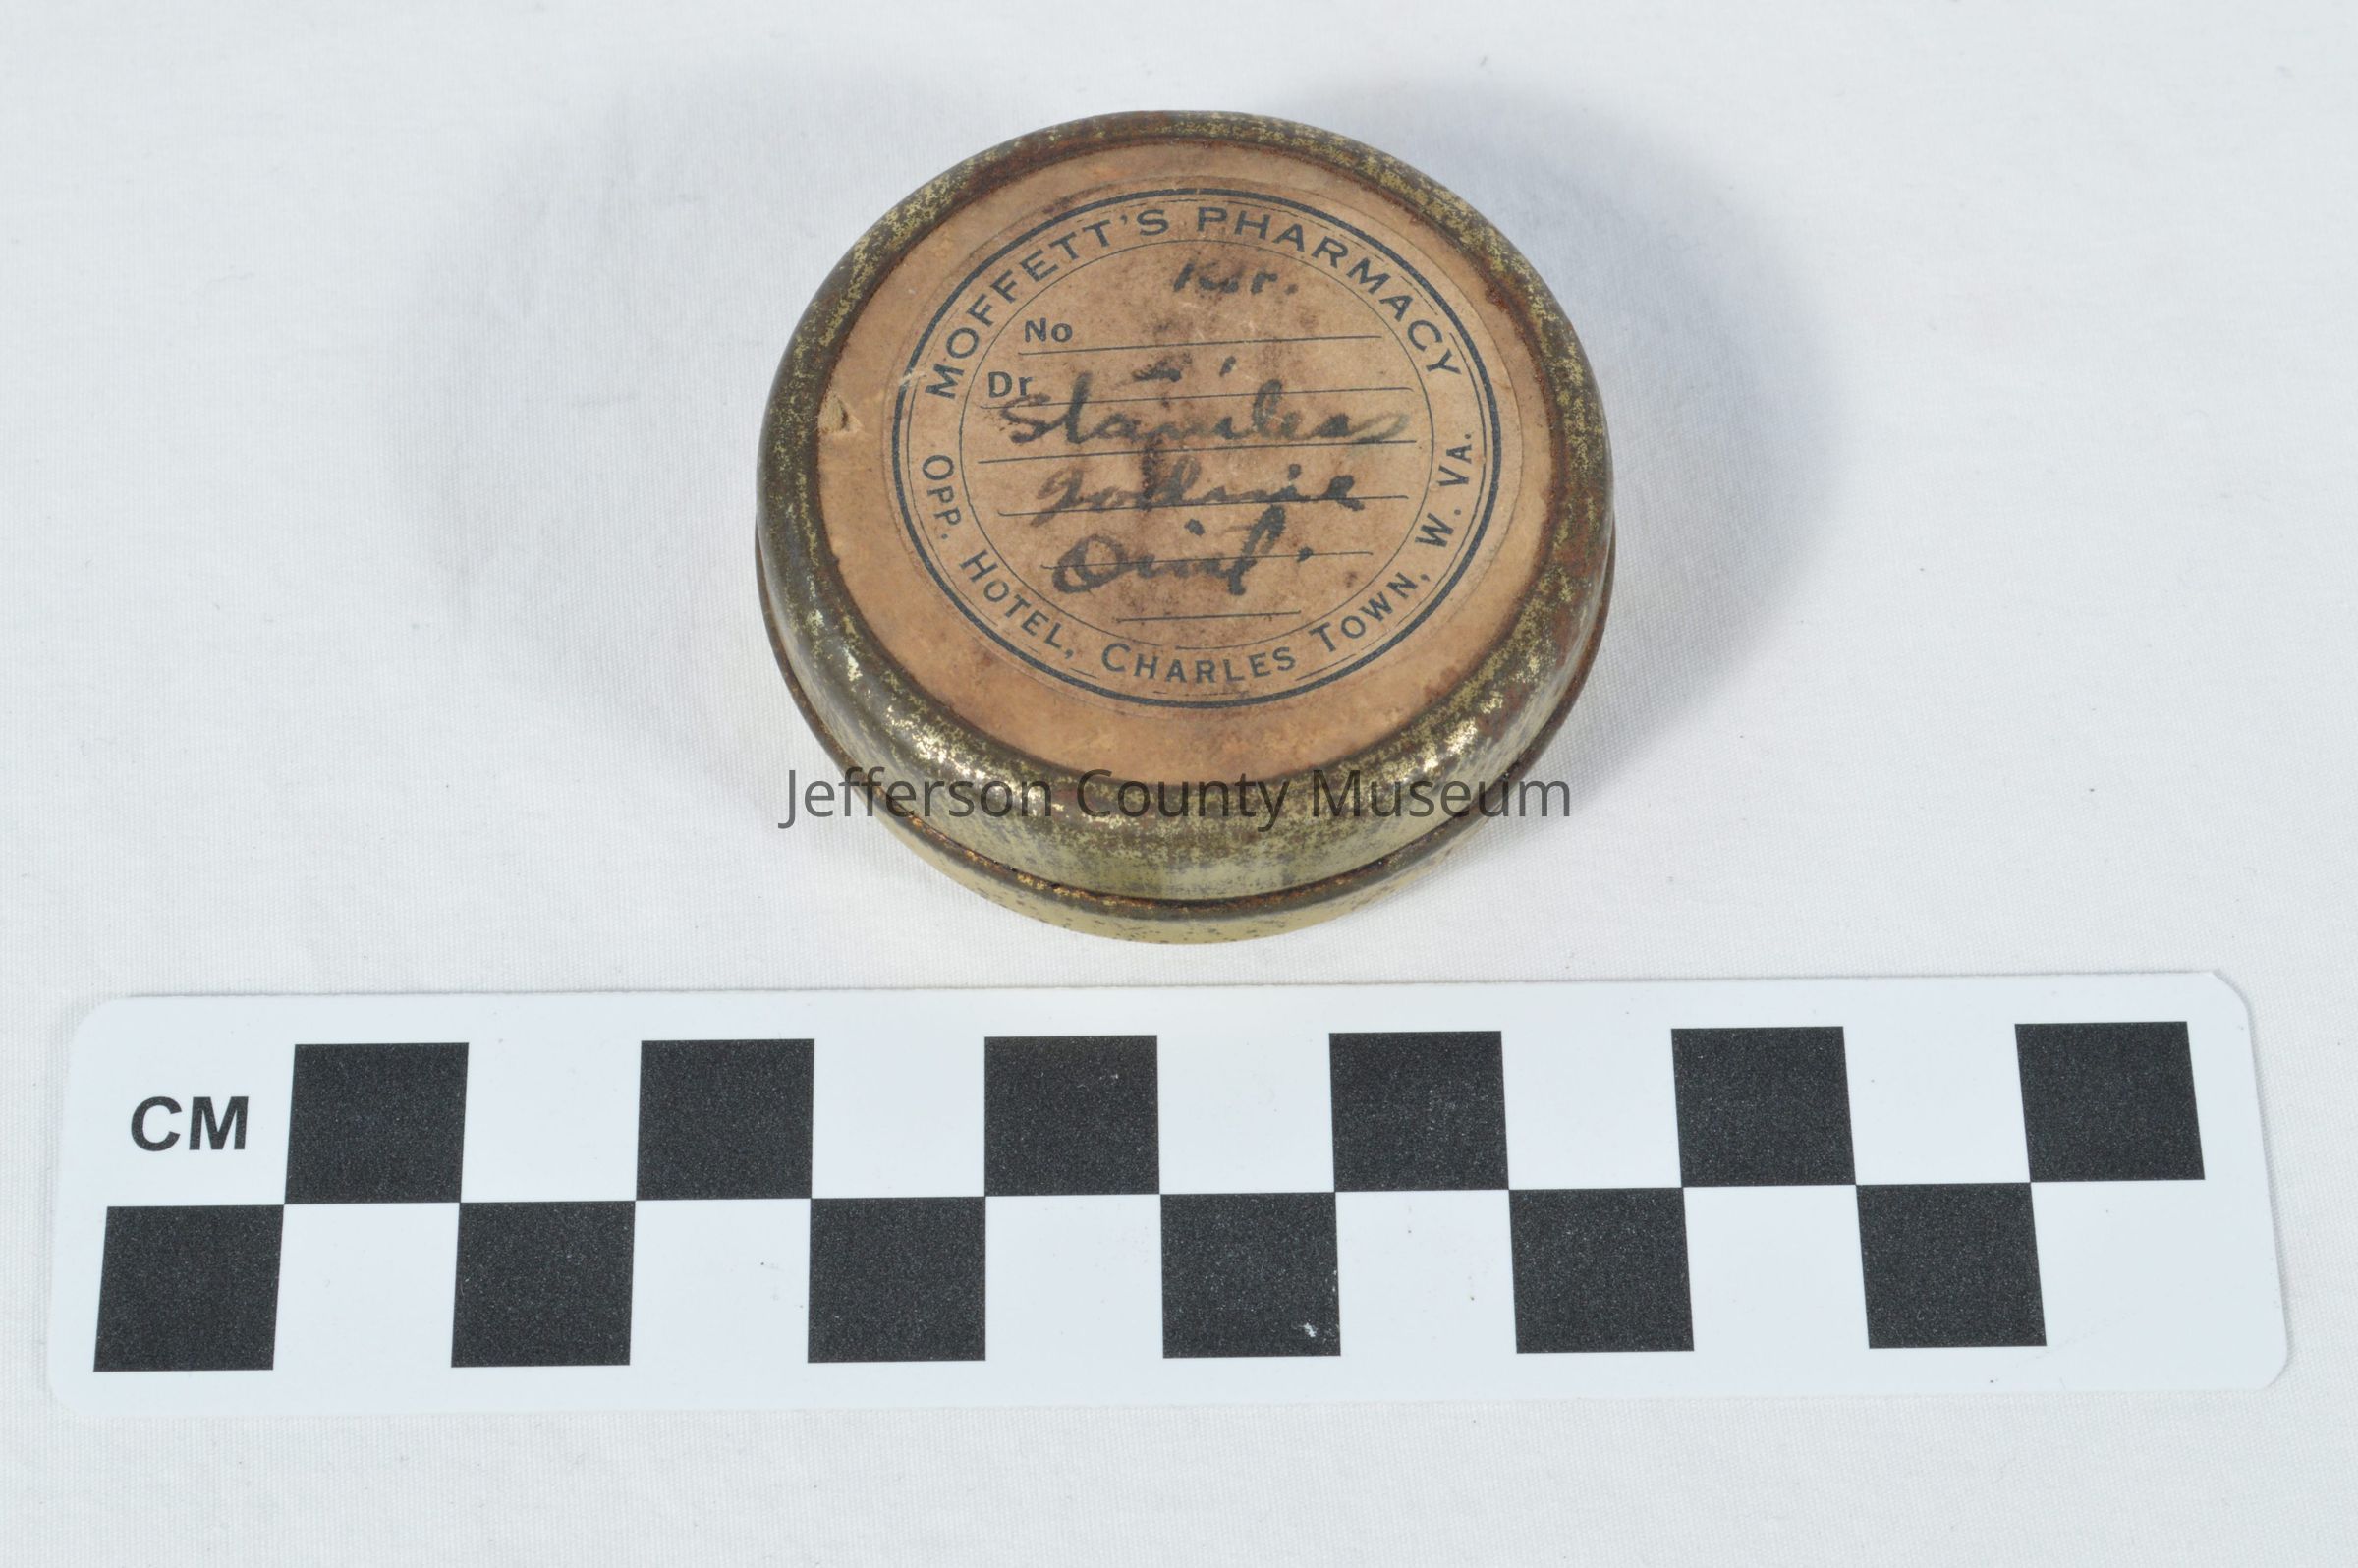 MOFFETT'S PHARMACY
No
Dr
Stainless
Iodine
Oint.
OPP. HOTEL, CHARLES TOWN, W. VA.
Jefferson County Museum
CM